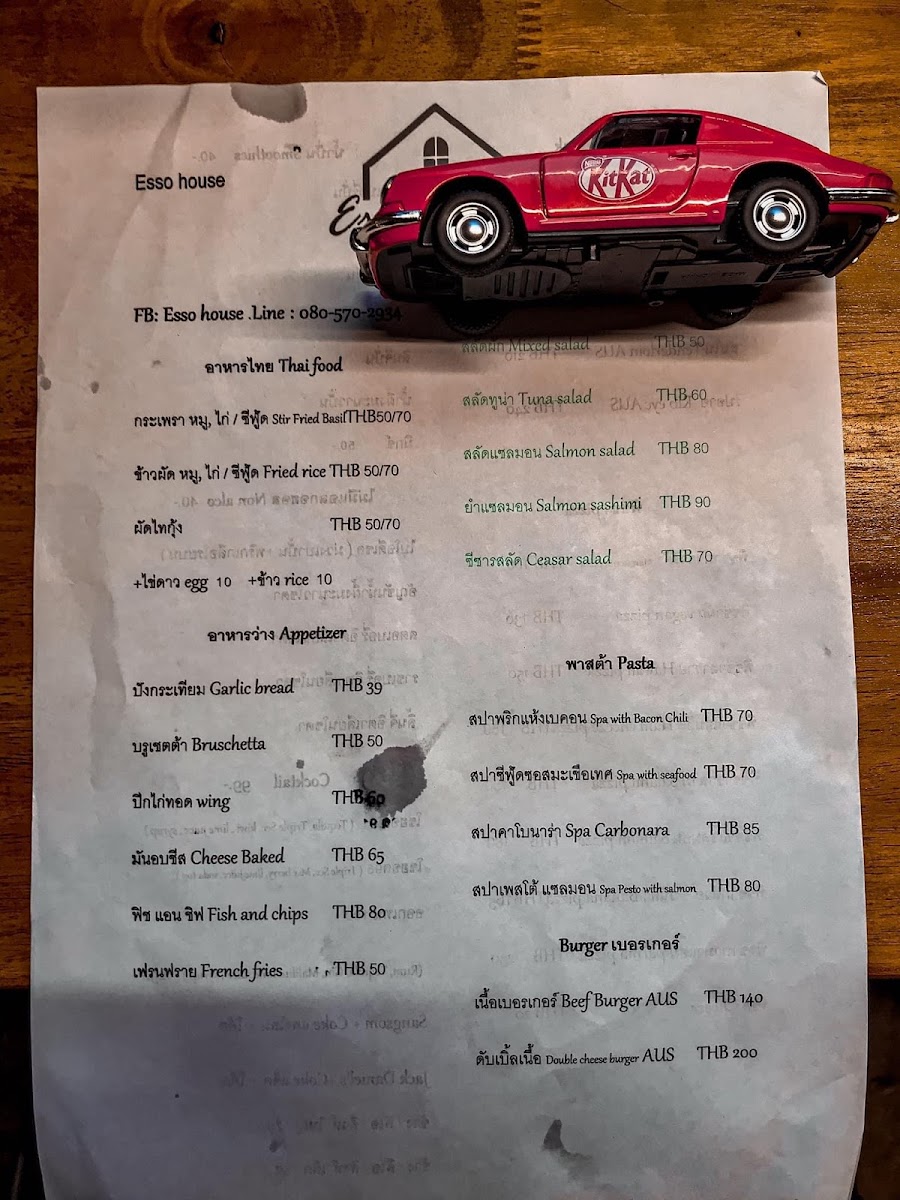 Esso house
Nestlé
KitKat
FB: Esso house .Line : 080-570-2934
อาหารไทย Thai food
กระเพรา หมู, ไก่ / ซีฟู้ด Stir Fried Basil THB50/70
ข้าวผัด หมู, ไก่ / ซีฟู้ด Fried rice THB 50/70
ผัดไทกุ้ง THB 50/70
+ไข่ดาว egg 10 +ข้าว rice 10
อาหารว่าง Appetizer
ปังกระเทียม Garlic bread THB 39
บรูเชตต้า Bruschetta THB 50
ปีกไก่ทอด wing THB 60
มันอบชีส Cheese Baked THB 65
ฟิช แอน ชิฟ Fish and chips THB 80
เฟรนฟราย French fries THB 50
สลัดผัก Mixed salad THB 50
สลัดทูน่า Tuna salad THB 60
สลัดแซลมอน Salmon salad THB 80
ยำแซลมอน Salmon sashimi THB 90
ซีซารสลัด Ceasar salad THB 70
พาสต้า Pasta
สปาพริกแห้งเบคอน Spa with Bacon Chili THB 70
สปาซีฟู้ดซอสมะเขือเทศ Spa with seafood THB 70
สปาคาโบนาร่า Spa Carbonara THB 85
สปาเพสโต้ แซลมอน Spa Pesto with salmon THB 80
Burger เบอรเกอร์
เนื้อเบอรเกอร์ Beef Burger AUS THB 140
ดับเบิ้ลเนื้อ Double cheese burger AUS THB 200